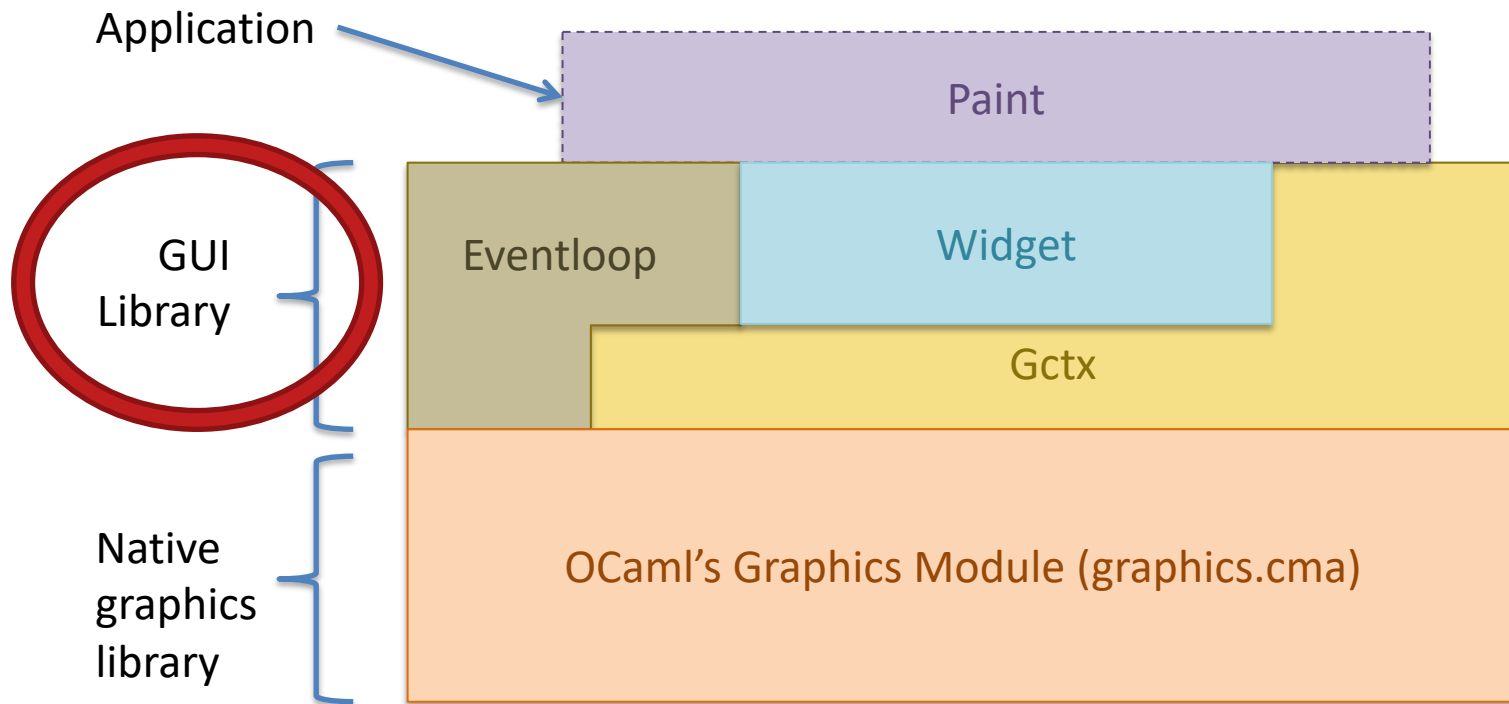 Application
Paint
GUI
Library
Eventloop
Widget
Gctx
Native
graphics
library
OCaml’s Graphics Module (graphics.cma)